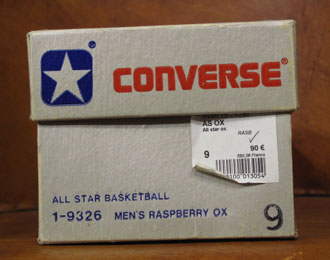 CONVERSE®
AS OX
All star ox
RASB
9
90 €
590.36 Francs
100013054
ALL STAR BASKETBALL
1-9326 MEN'S RASPBERRY OX
9